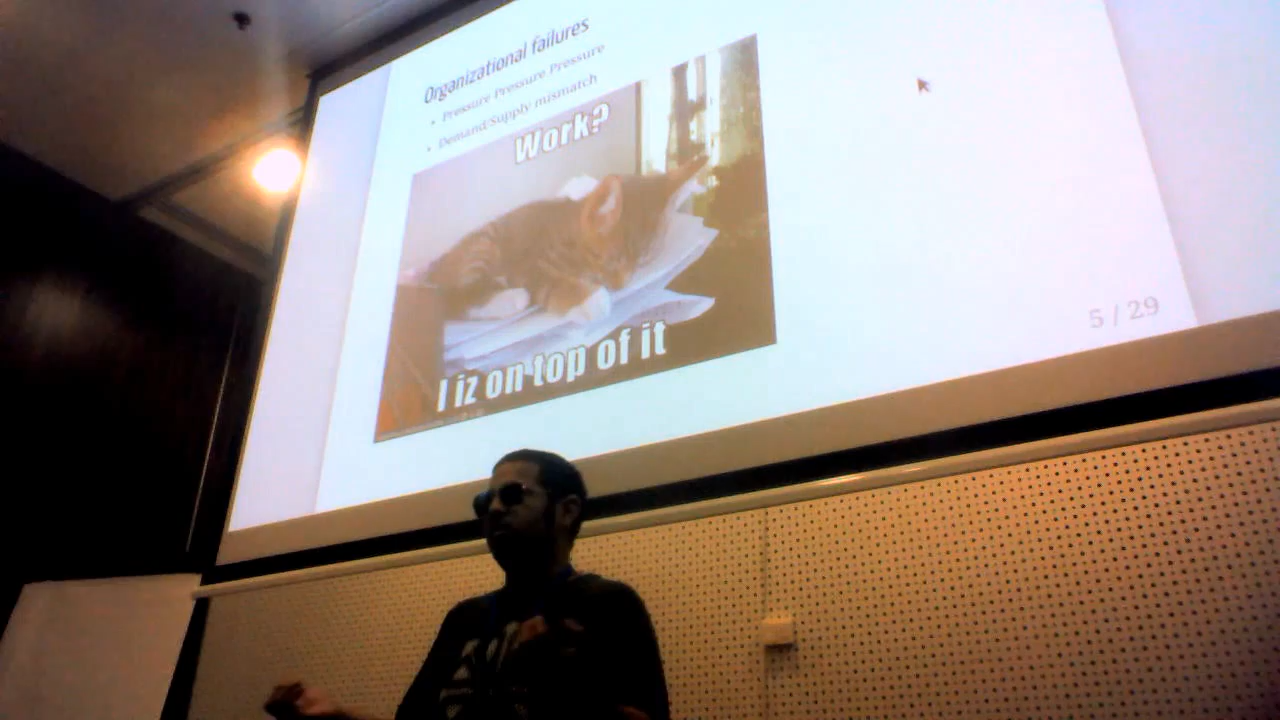 Organizational failures
• Pressure Pressure Pressure
• Demand/Supply mismatch
Work?
I iz on top of it
5 / 29